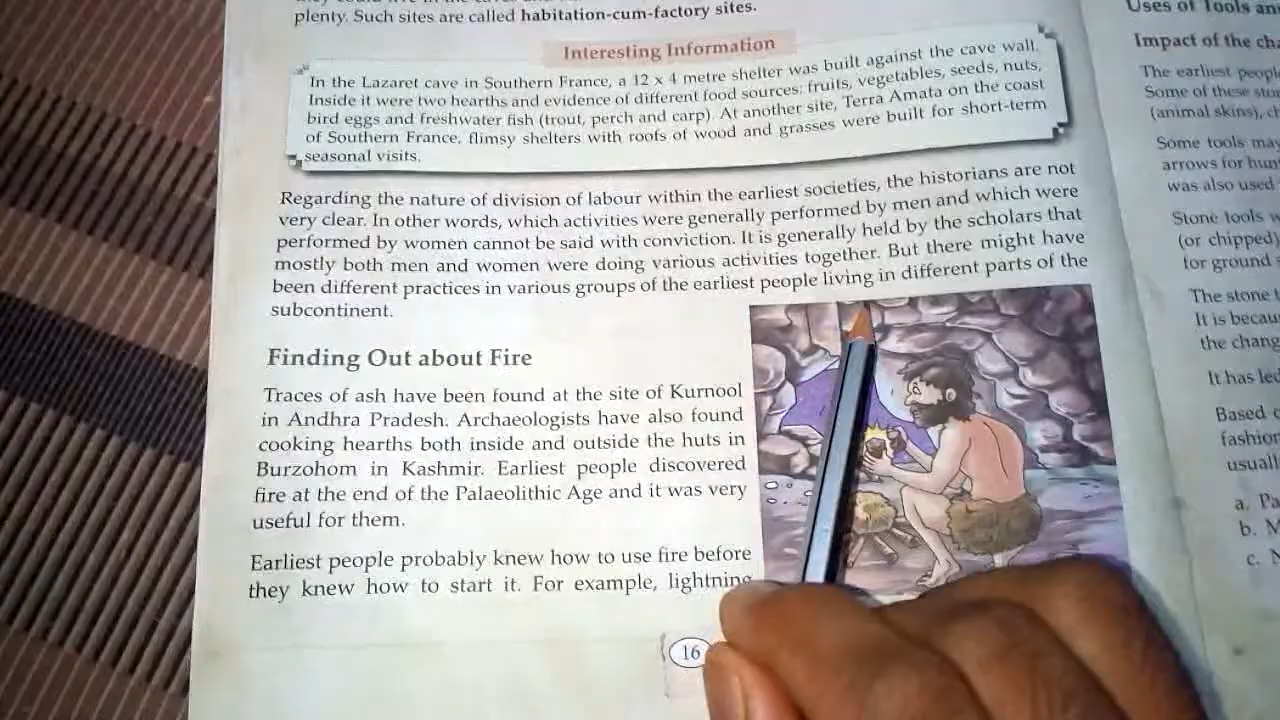 plenty. Such sites are called habitation-cum-factory sites.
Interesting Information
In the Lazaret cave in Southern France, a 12 x 4 metre shelter was built against the cave wall.
Inside it were two hearths and evidence of different food sources: fruits, vegetables, seeds, nuts,
bird eggs and freshwater fish (trout, perch and carp). At another site, Terra Amata on the coast
of Southern France, flimsy shelters with roofs of wood and grasses were built for short-term
seasonal visits.
Regarding the nature of division of labour within the earliest societies, the historians are not
very clear. In other words, which activities were generally performed by men and which were
performed by women cannot be said with conviction. It is generally held by the scholars that
mostly both men and women were doing various activities together. But there might have
been different practices in various groups of the earliest people living in different parts of the
subcontinent.
Finding Out about Fire
Traces of ash have been found at the site of Kurnool
in Andhra Pradesh. Archaeologists have also found
cooking hearths both inside and outside the huts in
Burzohom in Kashmir. Earliest people discovered
fire at the end of the Palaeolithic Age and it was very
useful for them.
Earliest people probably knew how to use fire before
they knew how to start it. For example, lightning
16
Uses of Tools an
Impact of the ch
The earliest peopl
Some of these sto
(animal skins), c
Some tools may
arrows for hun
was also used
Stone tools w
(or chipped)
for ground
The stone t
It is becau
the chang
It has led
Based
fashion
usuall
a. Pa
b. M
c.